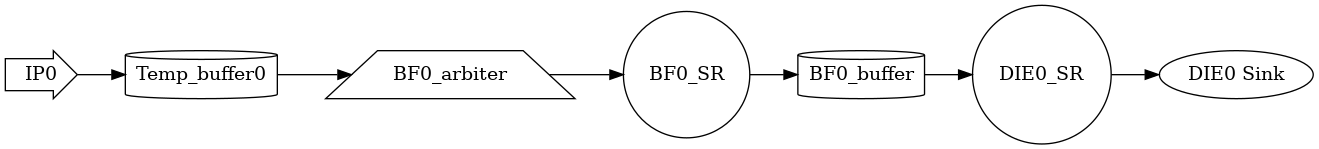 IP0
Temp_buffer0
BF0_arbiter
BF0_SR
BF0_buffer
DIE0_SR
DIE0 Sink